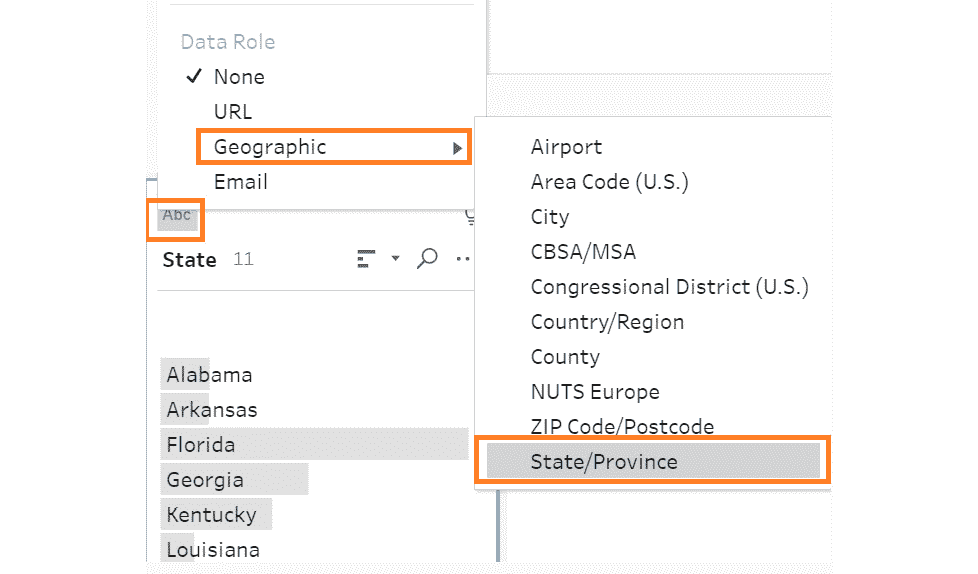 Data Role
None
URL
Geographic
Email
Abc
State 11
Alabama
Arkansas
Florida
Georgia
Kentucky
Louisiana
Airport
Area Code (U.S.)
City
CBSA/MSA
Congressional District (U.S.)
Country/Region
County
NUTS Europe
ZIP Code/Postcode
State/Province